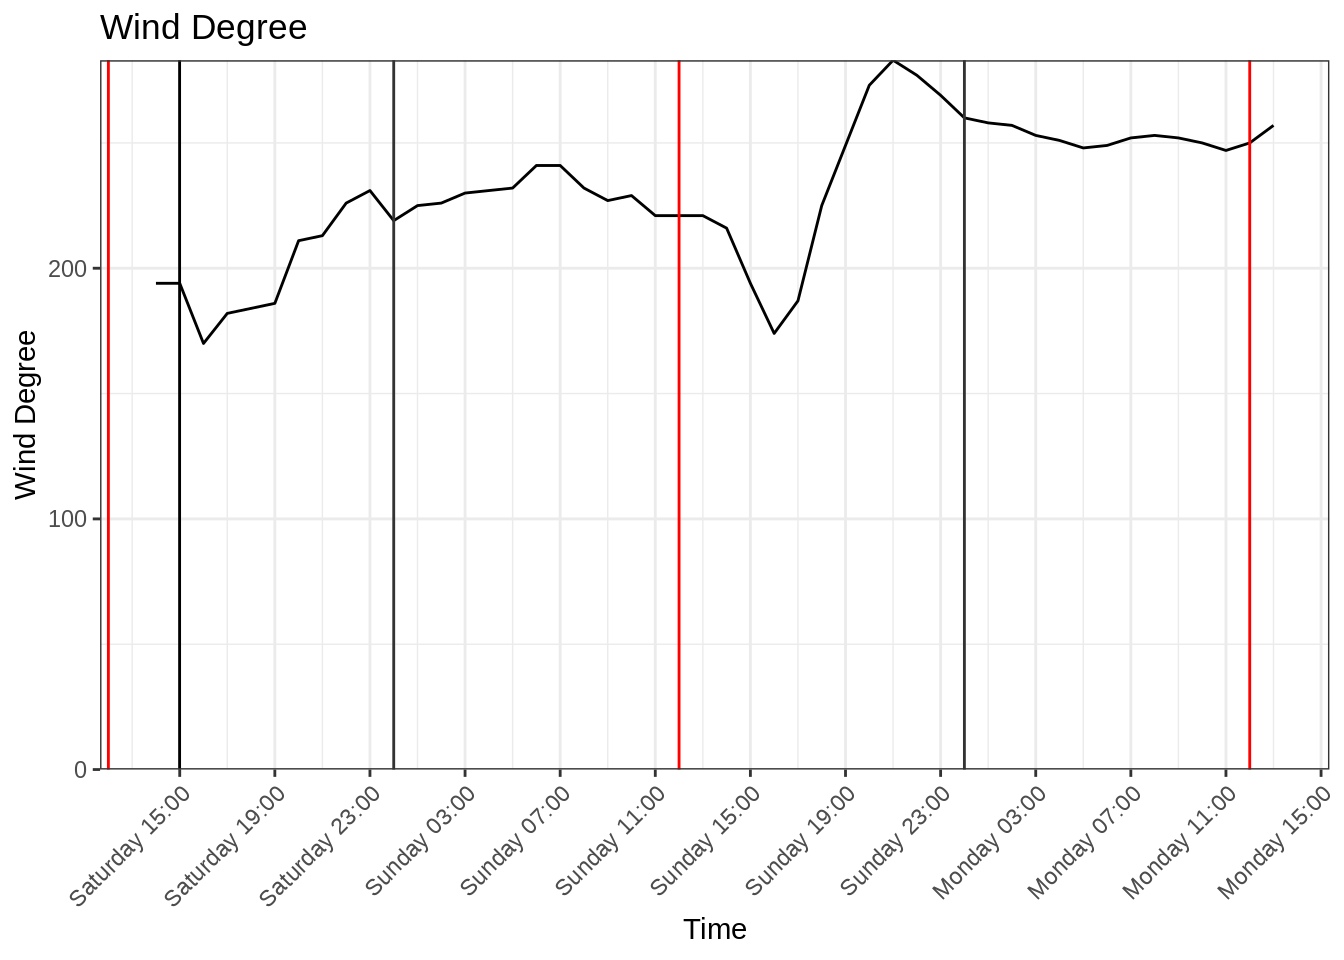 Wind Degree
Wind Degree
200
100
0
Saturday 15:00
Saturday 19:00
Saturday 23:00
Sunday 03:00
Sunday 07:00
Sunday 11:00
Sunday 15:00
Sunday 19:00
Sunday 23:00
Monday 03:00
Monday 07:00
Monday 11:00
Monday 15:00
Time